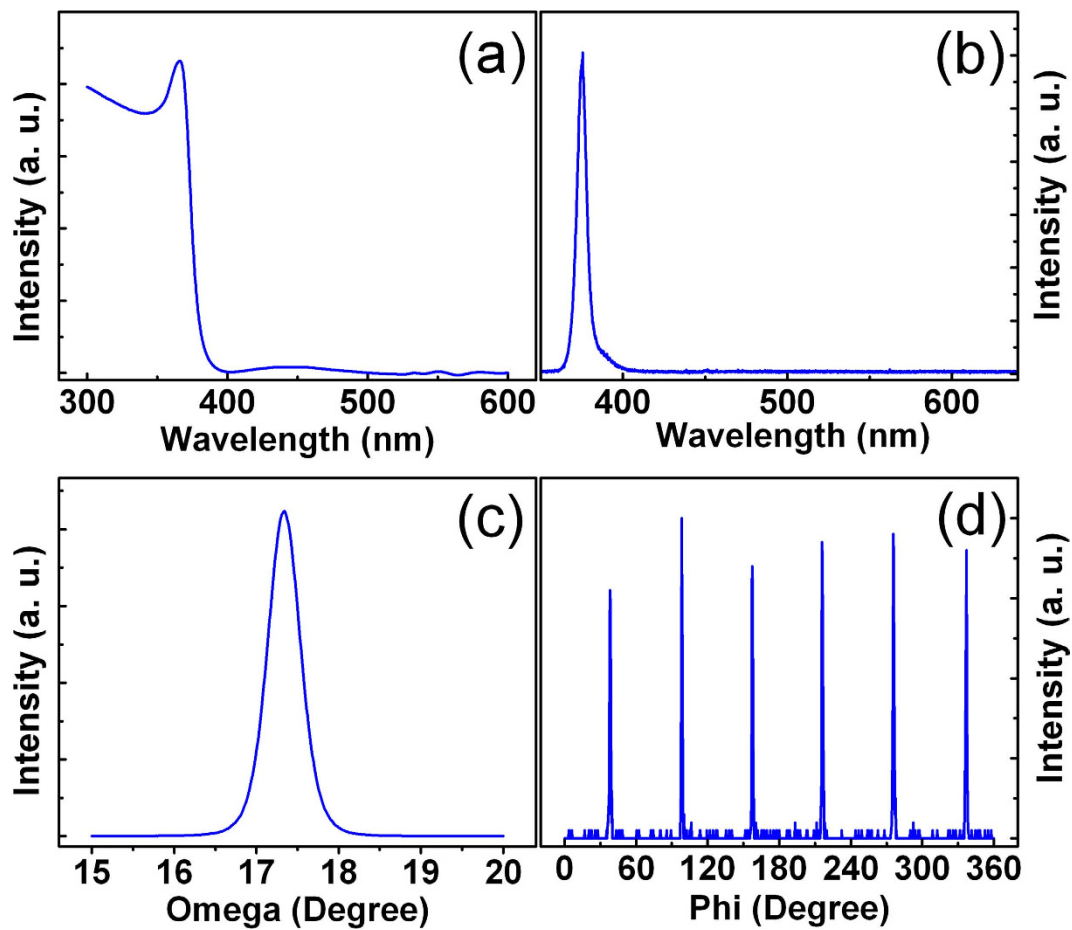 (a)
Intensity (a. u.)
300 400 500 600
Wavelength (nm)
(b)
Intensity (a. u.)
400 500 600
Wavelength (nm)
(c)
Intensity (a. u.)
15 16 17 18 19 20
Omega (Degree)
(d)
Intensity (a. u.)
0 60 120 180 240 300 360
Phi (Degree)